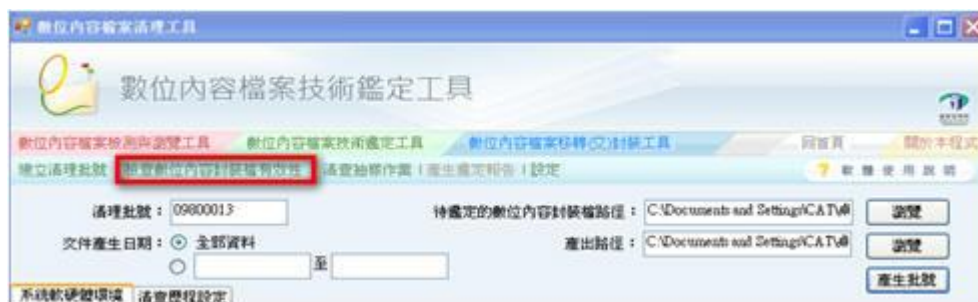 數位內容檔案清理工具
數位內容檔案技術鑑定工具
數位內容檔案檢測與瀏覽工具 數位內容檔案技術鑑定工具 數位內容檔案移轉(交)封裝工具 回首頁 關於本程式
建立清理批號 檢查數位內容封裝檔有效性 清查抽樣作業 | 產生鑑定報告 | 設定 ? 軟體使用說明
清理批號: 09800013 待鑑定的數位內容封裝檔路徑: C:\Documents and Settings\CAT\ 瀏覽
文件產生日期: 全部資料 產出路徑: C:\Documents and Settings\CAT\ 瀏覽
至 產生批號
系統軟硬體環境 清查歷程設定